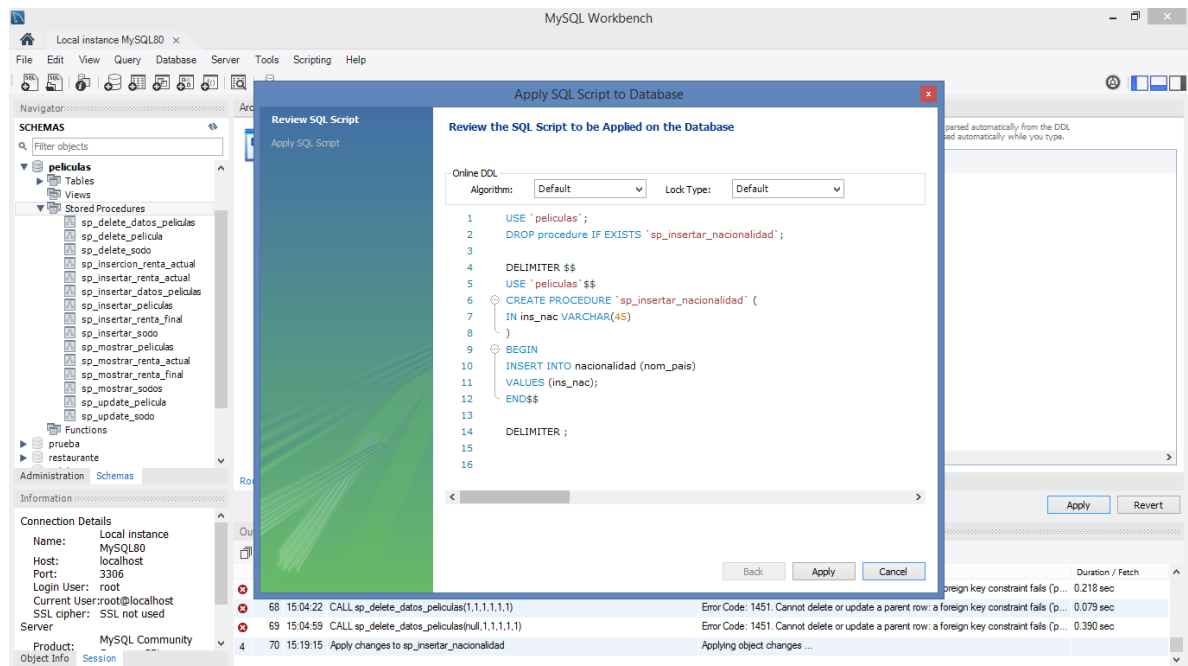 MySQL Workbench
Local instance MySQL80
File Edit View Query Database Server Tools Scripting Help
Navigator
SCHEMAS
Filter objects
peliculas
Tables
Views
Stored Procedures
sp_delete_datos_peliculas
sp_delete_pelicula
sp_delete_socio
sp_insercion_renta_actual
sp_insertar_renta_actual
sp_insertar_datos_peliculas
sp_insertar_peliculas
sp_insertar_renta_final
sp_insertar_socio
sp_mostrar_peliculas
sp_mostrar_renta_actual
sp_mostrar_renta_final
sp_mostrar_socios
sp_update_pelicula
sp_update_socio
Functions
prueba
restaurante
Administration Schemas
Information
Connection Details
Name: Local instance
MySQL80
Host: localhost
Port: 3306
Login User: root
Current User:root@localhost
SSL cipher: SSL not used
Server
Product: MySQL Community
Object Info Session
Apply SQL Script to Database
Review SQL Script
Apply SQL Script
Review the SQL Script to be Applied on the Database
Online DDL
Algorithm: Default Lock Type: Default
1 USE `peliculas`;
2 DROP procedure IF EXISTS `sp_insertar_nacionalidad`;
3
4 DELIMITER $$
5 USE `peliculas`$$
6 CREATE PROCEDURE `sp_insertar_nacionalidad` (
7 IN ins_nac VARCHAR(45)
8 )
9 BEGIN
10 INSERT INTO nacionalidad (nom_pais)
11 VALUES (ins_nac);
12 END$$
13
14 DELIMITER ;
15
16
Back Apply Cancel
parsed automatically from the DDL
automatically while you type.
Apply Revert
Duration / Fetch
foreign key constraint fails (`p... 0.218 sec
68 15:04:22 CALL sp_delete_datos_peliculas(1,1,1,1,1,1) Error Code: 1451. Cannot delete or update a parent row: a foreign key constraint fails (`p... 0.079 sec
69 15:04:59 CALL sp_delete_datos_peliculas(null,1,1,1,1,1) Error Code: 1451. Cannot delete or update a parent row: a foreign key constraint fails (`p... 0.390 sec
4 70 15:19:15 Apply changes to sp_insertar_nacionalidad Applying object changes ...